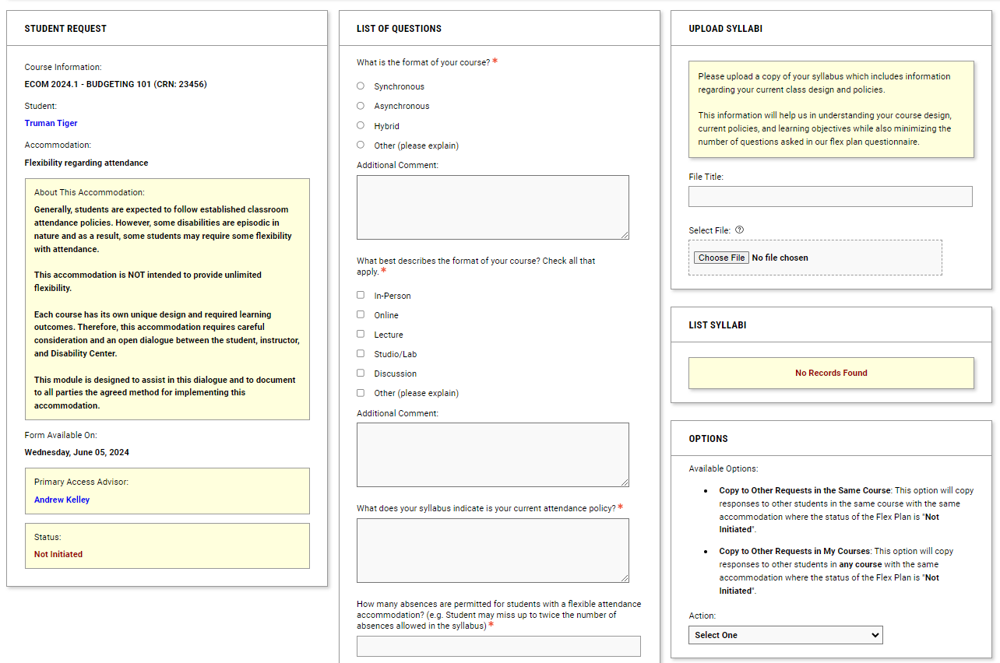 STUDENT REQUEST
Course Information:
ECOM 2024.1 - BUDGETING 101 (CRN: 23456)
Student:
Truman Tiger
Accommodation:
Flexibility regarding attendance
About This Accommodation:
Generally, students are expected to follow established classroom
attendance policies. However, some disabilities are episodic in
nature and as a result, some students may require some flexibility
with attendance.
This accommodation is NOT intended to provide unlimited
flexibility.
Each course has its own unique design and required learning
outcomes. Therefore, this accommodation requires careful
consideration and an open dialogue between the student, instructor,
and Disability Center.
This module is designed to assist in this dialogue and to document
to all parties the agreed method for implementing this
accommodation.
Form Available On:
Wednesday, June 05, 2024
Primary Access Advisor:
Andrew Kelley
Status:
Not Initiated
LIST OF QUESTIONS
What is the format of your course? *
Synchronous
Asynchronous
Hybrid
Other (please explain)
Additional Comment:
What best describes the format of your course? Check all that
apply. *
In-Person
Online
Lecture
Studio/Lab
Discussion
Other (please explain)
Additional Comment:
What does your syllabus indicate is your current attendance policy? *
How many absences are permitted for students with a flexible attendance
accommodation? (e.g. Student may miss up to twice the number of
absences allowed in the syllabus) *
UPLOAD SYLLABI
Please upload a copy of your syllabus which includes information
regarding your current class design and policies.
This information will help us in understanding your course design,
current policies, and learning objectives while also minimizing the
number of questions asked in our flex plan questionnaire.
File Title:
Select File: ?
Choose File No file chosen
LIST SYLLABI
No Records Found
OPTIONS
Available Options:
• Copy to Other Requests in the Same Course: This option will copy
responses to other students in the same course with the same
accommodation where the status of the Flex Plan is "Not
Initiated".
• Copy to Other Requests in My Courses: This option will copy
responses to other students in any course with the same
accommodation where the status of the Flex Plan is "Not
Initiated".
Action:
Select One